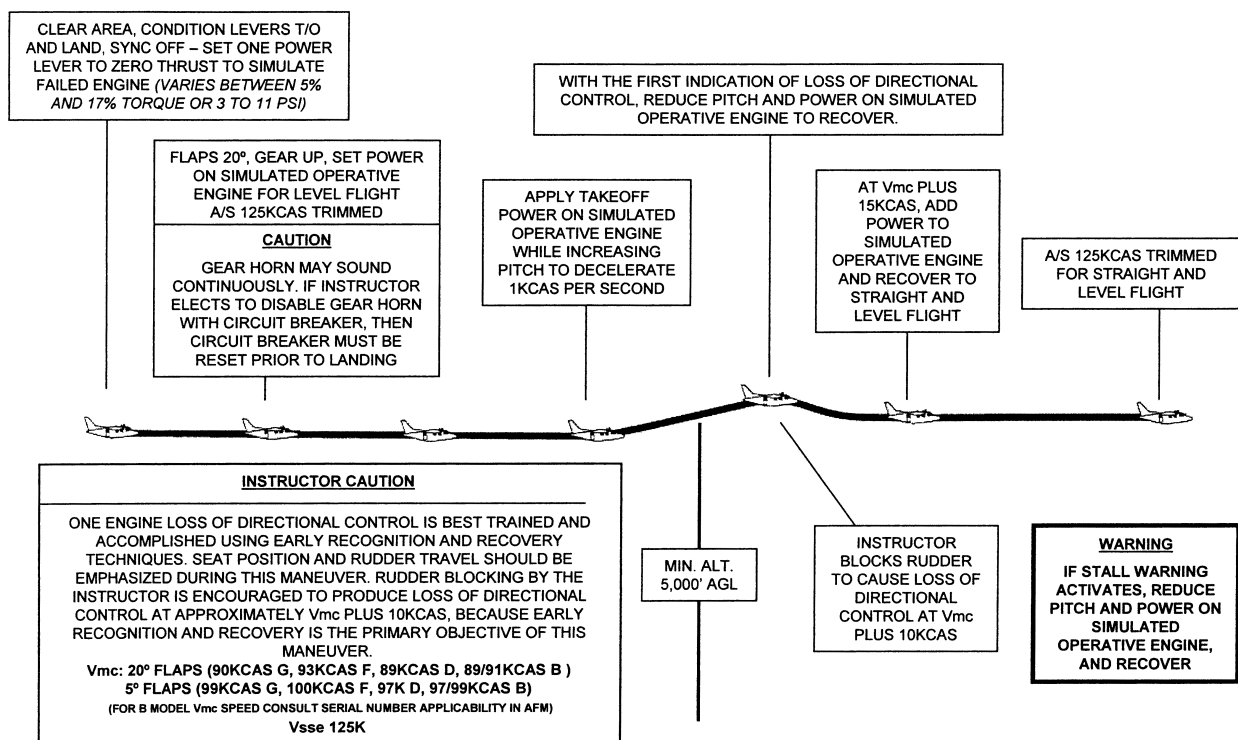 CLEAR AREA, CONDITION LEVERS T/O
AND LAND, SYNC OFF – SET ONE POWER
LEVER TO ZERO THRUST TO SIMULATE
FAILED ENGINE (VARIES BETWEEN 5%
AND 17% TORQUE OR 3 TO 11 PSI)
FLAPS 20º, GEAR UP, SET POWER
ON SIMULATED OPERATIVE
ENGINE FOR LEVEL FLIGHT
A/S 125KCAS TRIMMED
CAUTION
GEAR HORN MAY SOUND
CONTINUOUSLY. IF INSTRUCTOR
ELECTS TO DISABLE GEAR HORN
WITH CIRCUIT BREAKER, THEN
CIRCUIT BREAKER MUST BE
RESET PRIOR TO LANDING
APPLY TAKEOFF
POWER ON SIMULATED
OPERATIVE ENGINE
WHILE INCREASING
PITCH TO DECELERATE
1KCAS PER SECOND
WITH THE FIRST INDICATION OF LOSS OF DIRECTIONAL
CONTROL, REDUCE PITCH AND POWER ON SIMULATED
OPERATIVE ENGINE TO RECOVER.
AT Vmc PLUS
15KCAS, ADD
POWER TO
SIMULATED
OPERATIVE ENGINE
AND RECOVER TO
STRAIGHT AND
LEVEL FLIGHT
A/S 125KCAS TRIMMED
FOR STRAIGHT AND
LEVEL FLIGHT
INSTRUCTOR CAUTION
ONE ENGINE LOSS OF DIRECTIONAL CONTROL IS BEST TRAINED AND
ACCOMPLISHED USING EARLY RECOGNITION AND RECOVERY
TECHNIQUES. SEAT POSITION AND RUDDER TRAVEL SHOULD BE
EMPHASIZED DURING THIS MANEUVER. RUDDER BLOCKING BY THE
INSTRUCTOR IS ENCOURAGED TO PRODUCE LOSS OF DIRECTIONAL
CONTROL AT APPROXIMATELY Vmc PLUS 10KCAS, BECAUSE EARLY
RECOGNITION AND RECOVERY IS THE PRIMARY OBJECTIVE OF THIS
MANEUVER.
Vmc: 20º FLAPS (90KCAS G, 93KCAS F, 89KCAS D, 89/91KCAS B )
5º FLAPS (99KCAS G, 100KCAS F, 97K D, 97/99KCAS B)
(FOR B MODEL Vmc SPEED CONSULT SERIAL NUMBER APPLICABILITY IN AFM)
Vsse 125K
MIN. ALT.
5,000' AGL
INSTRUCTOR
BLOCKS RUDDER
TO CAUSE LOSS OF
DIRECTIONAL
CONTROL AT Vmc
PLUS 10KCAS
WARNING
IF STALL WARNING
ACTIVATES, REDUCE
PITCH AND POWER ON
SIMULATED
OPERATIVE ENGINE,
AND RECOVER